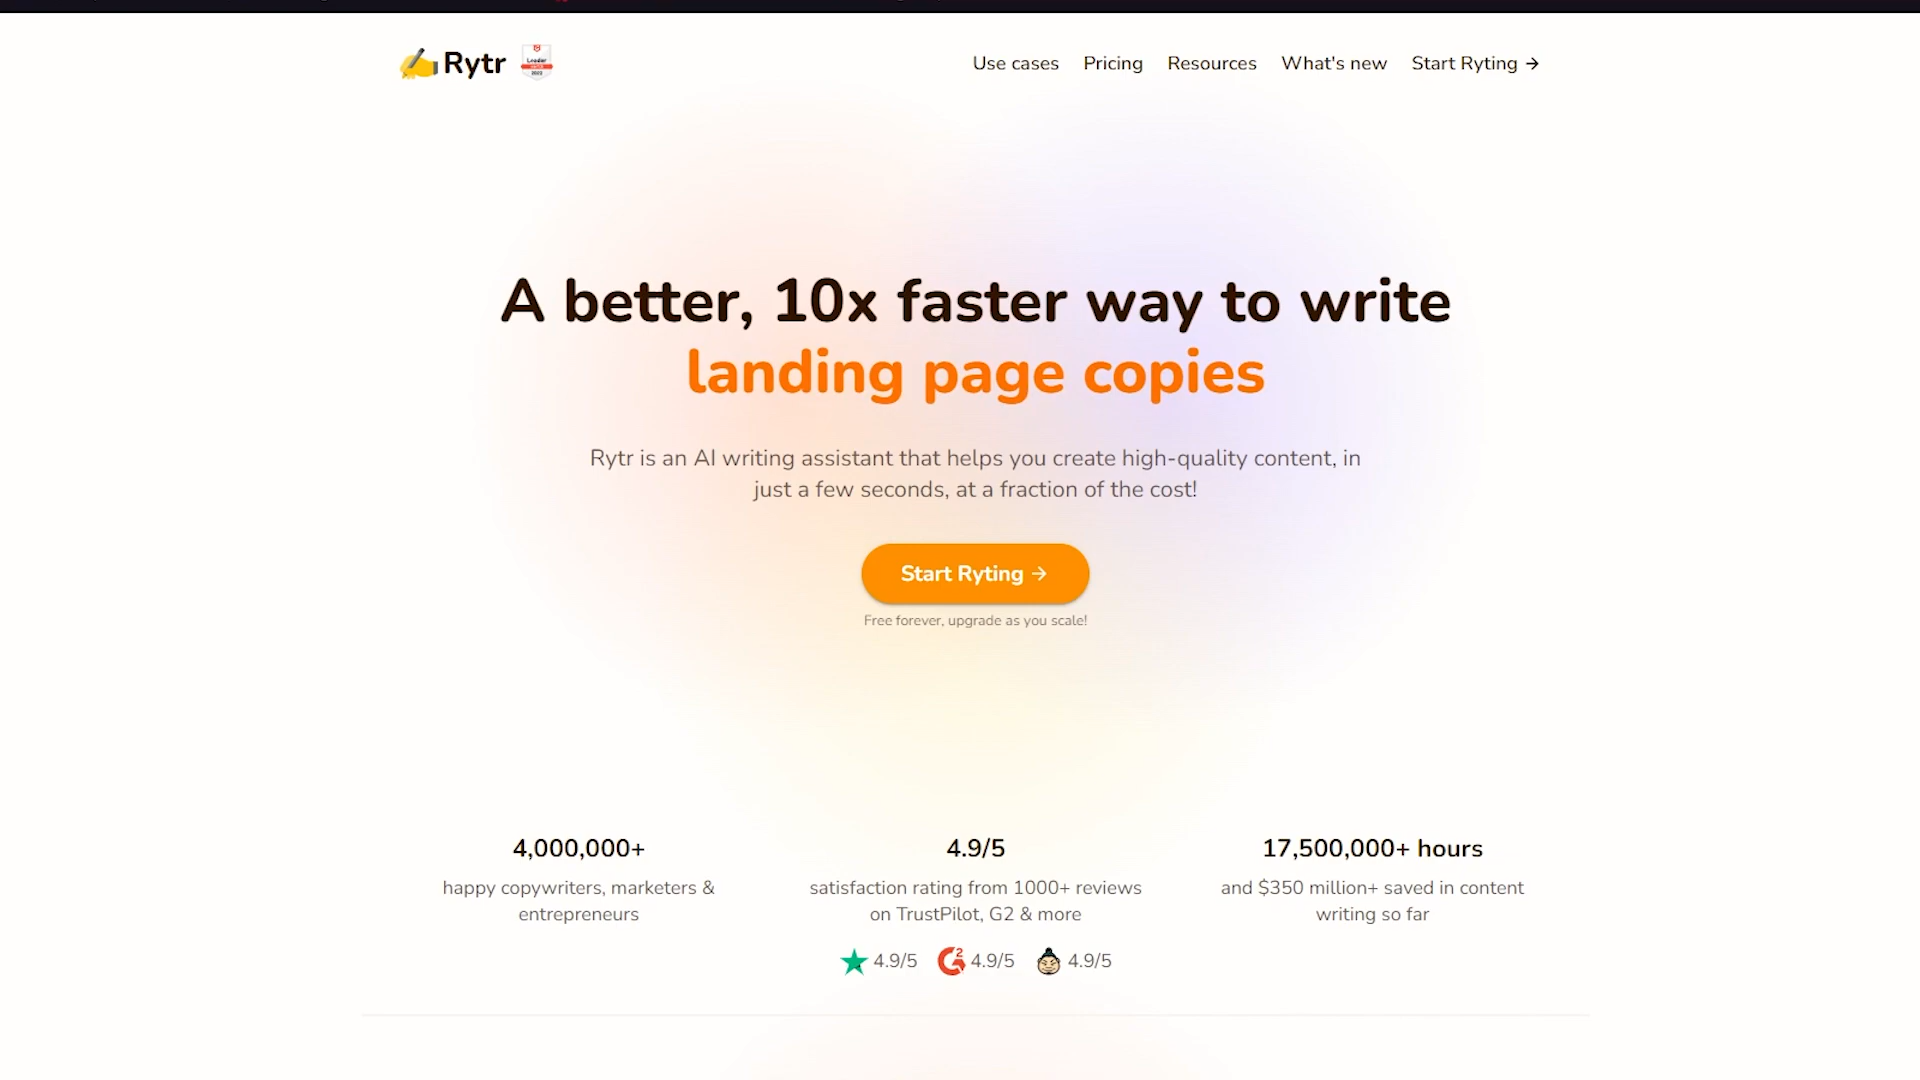 Rytr
Leader
2022
Use cases
Pricing
Resources
What's new
Start Ryting →
A better, 10x faster way to write
landing page copies
Rytr is an AI writing assistant that helps you create high-quality content, in
just a few seconds, at a fraction of the cost!
Start Ryting →
Free forever, upgrade as you scale!
4,000,000+
happy copywriters, marketers &
entrepreneurs
4.9/5
satisfaction rating from 1000+ reviews
on TrustPilot, G2 & more
4.9/5
4.9/5
4.9/5
17,500,000+ hours
and $350 million+ saved in content
writing so far